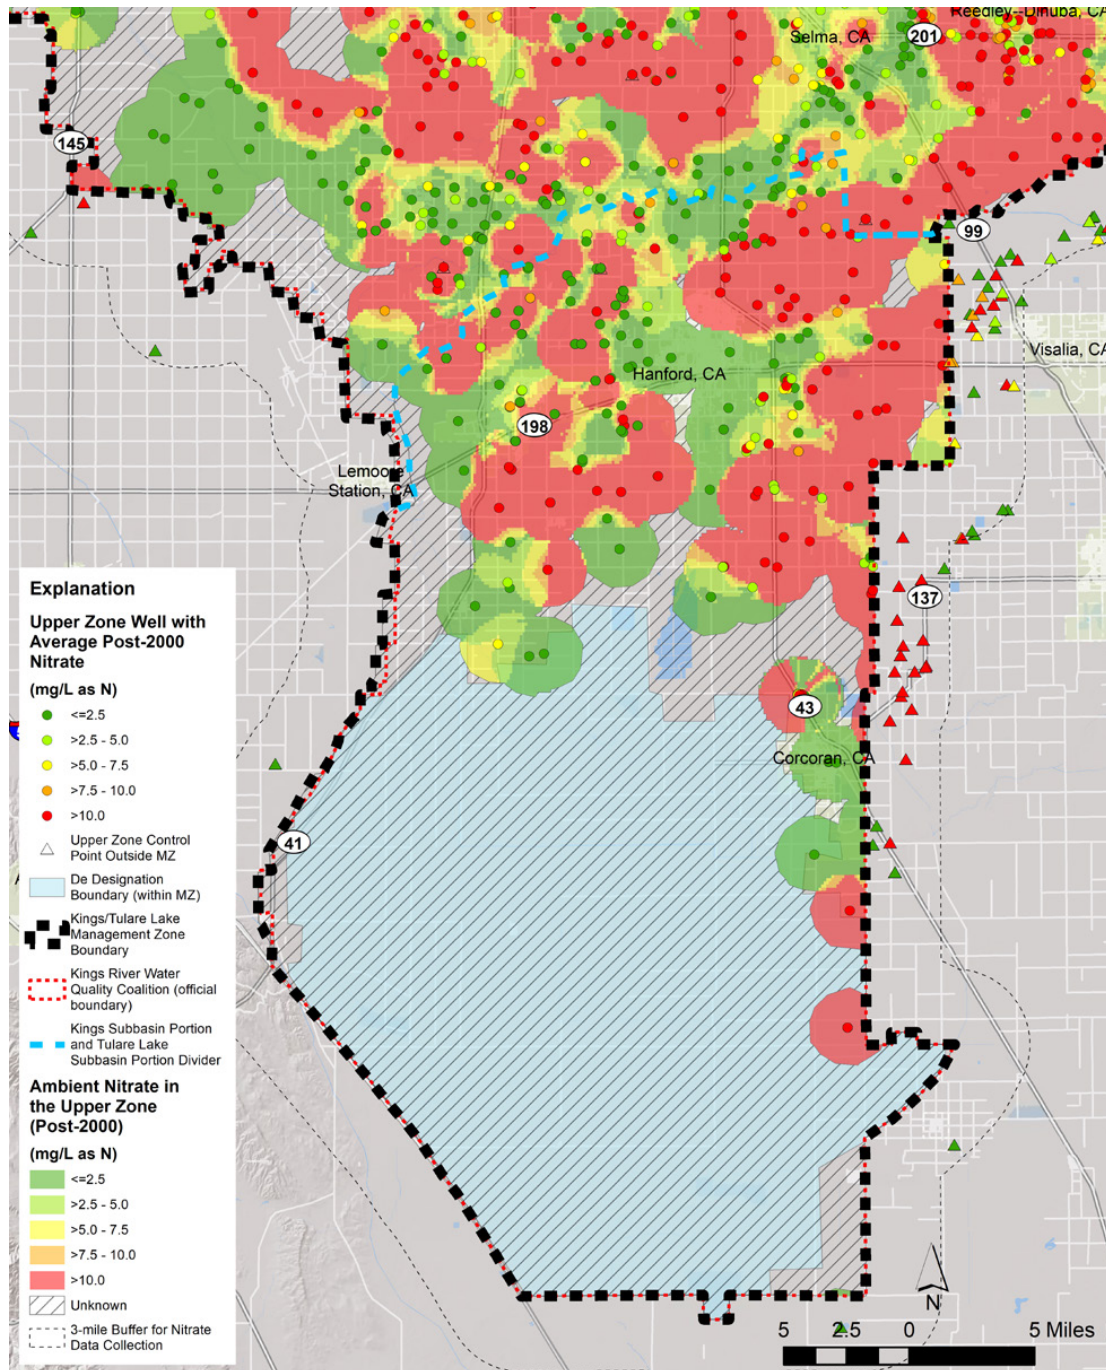 Reedley--Dinuba, CA
Selma, CA
201
145
99
Visalia, CA
Hanford, CA
198
Lemoore
Station, CA
137
43
Corcoran, CA
41
Explanation
Upper Zone Well with
Average Post-2000
Nitrate
(mg/L as N)
<=2.5
>2.5 - 5.0
>5.0 - 7.5
>7.5 - 10.0
>10.0
Upper Zone Control
Point Outside MZ
De Designation
Boundary (within MZ)
Kings/Tulare Lake
Management Zone
Boundary
Kings River Water
Quality Coalition (official
boundary)
Kings Subbasin Portion
and Tulare Lake
Subbasin Portion Divider
Ambient Nitrate in
the Upper Zone
(Post-2000)
(mg/L as N)
<=2.5
>2.5 - 5.0
>5.0 - 7.5
>7.5 - 10.0
>10.0
Unknown
3-mile Buffer for Nitrate
Data Collection
N
5 2.5 0 5 Miles